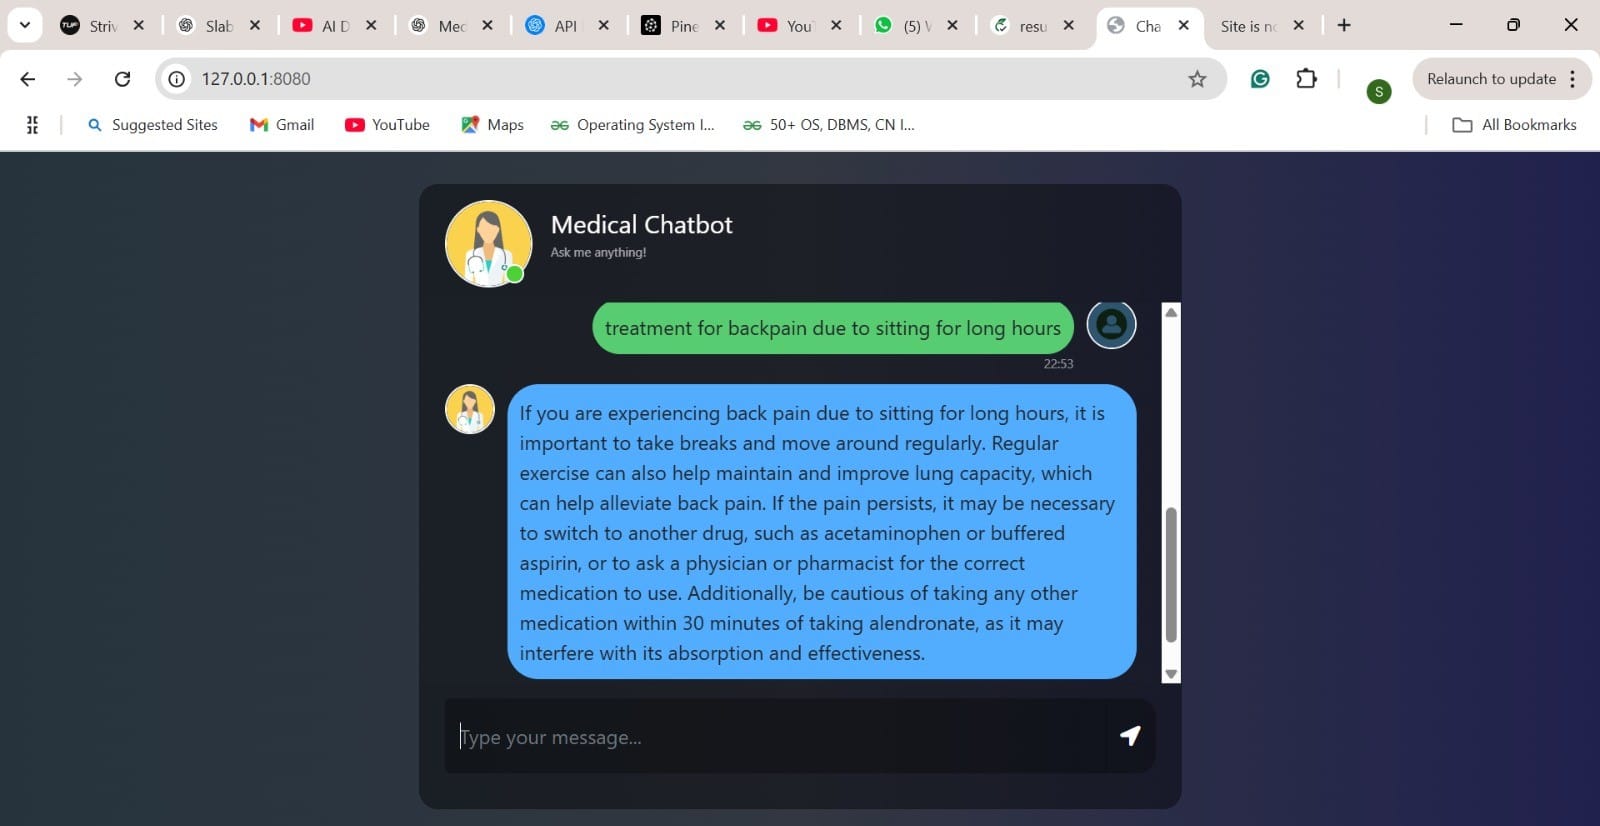 Striv
Slab
AI D
Med
API
Pine
YouT
(5) W
resu
Cha
Site is no
127.0.0.1:8080
S
Relaunch to update
Suggested Sites
Gmail
YouTube
Maps
Operating System I...
50+ OS, DBMS, CN I...
All Bookmarks
Medical Chatbot
Ask me anything!
treatment for backpain due to sitting for long hours
22:53
If you are experiencing back pain due to sitting for long hours, it is
important to take breaks and move around regularly. Regular
exercise can also help maintain and improve lung capacity, which
can help alleviate back pain. If the pain persists, it may be necessary
to switch to another drug, such as acetaminophen or buffered
aspirin, or to ask a physician or pharmacist for the correct
medication to use. Additionally, be cautious of taking any other
medication within 30 minutes of taking alendronate, as it may
interfere with its absorption and effectiveness.
Type your message...